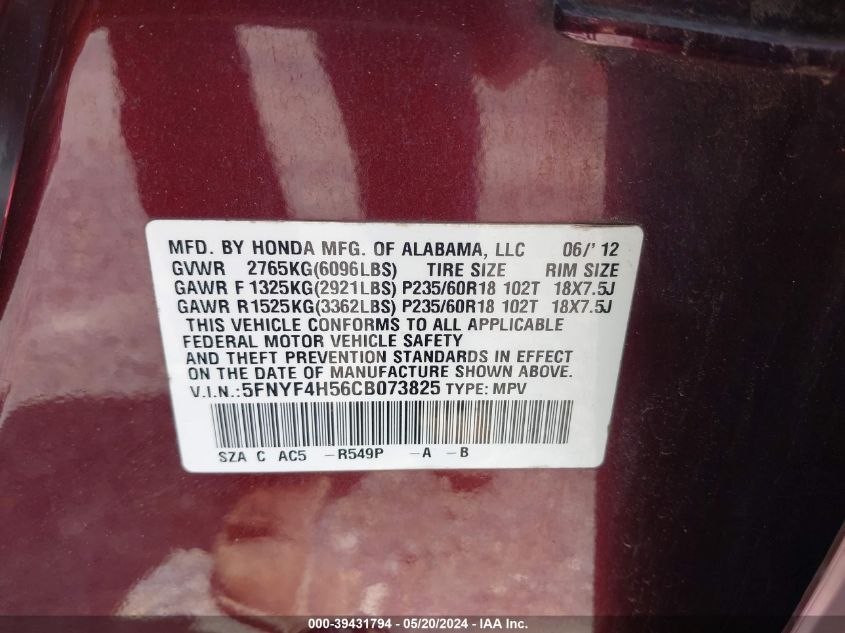 MFD. BY HONDA MFG. OF ALABAMA, LLC 06/'12
GVWR 2765KG(6096LBS) TIRE SIZE RIM SIZE
GAWR F 1325KG(2921LBS) P235/60R18 102T 18X7.5J
GAWR R1525KG(3362LBS) P235/60R18 102T 18X7.5J
THIS VEHICLE CONFORMS TO ALL APPLICABLE
FEDERAL MOTOR VEHICLE SAFETY
AND THEFT PREVENTION STANDARDS IN EFFECT
ON THE DATE OF MANUFACTURE SHOWN ABOVE.
V.I.N.:5FNYF4H56CB073825 TYPE: MPV
SZA C AC5 -R549P -A -B
000-39431794 - 05/20/2024 - IAA, Inc.